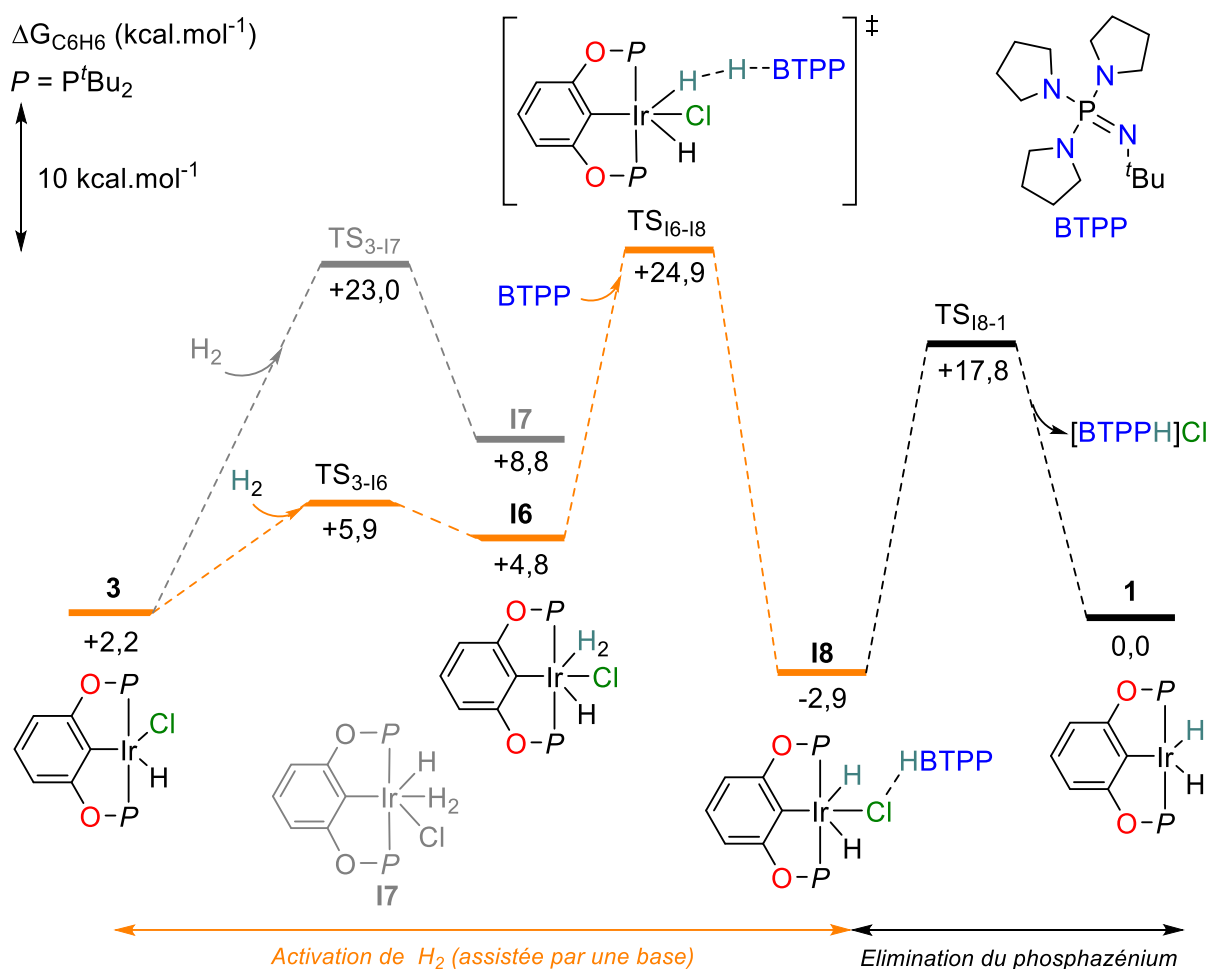 ΔG_C6H6 (kcal.mol-1)
P = PtBu2
10 kcal.mol-1
‡
O P
H H BTPP
Ir Cl
H
O P
N N
P N
N
tBu
BTPP
TS3-I7
+23,0
TSI6-I8
+24,9
BTPP
H2
TSI8-1
+17,8
[BTPPH]Cl
I7
+8,8
H2
TS3-I6
+5,9
I6
+4,8
3
+2,2
I8
-2,9
1
0,0
O P
Cl
Ir
H
O P
O P
H2
Ir Cl
H
O P
O P
H
Ir H2
Cl
O P
I7
O P
H HBTPP
Ir Cl
H
O P
O P
H
Ir
H
O P
Activation de H2 (assistée par une base)
Elimination du phosphazénium